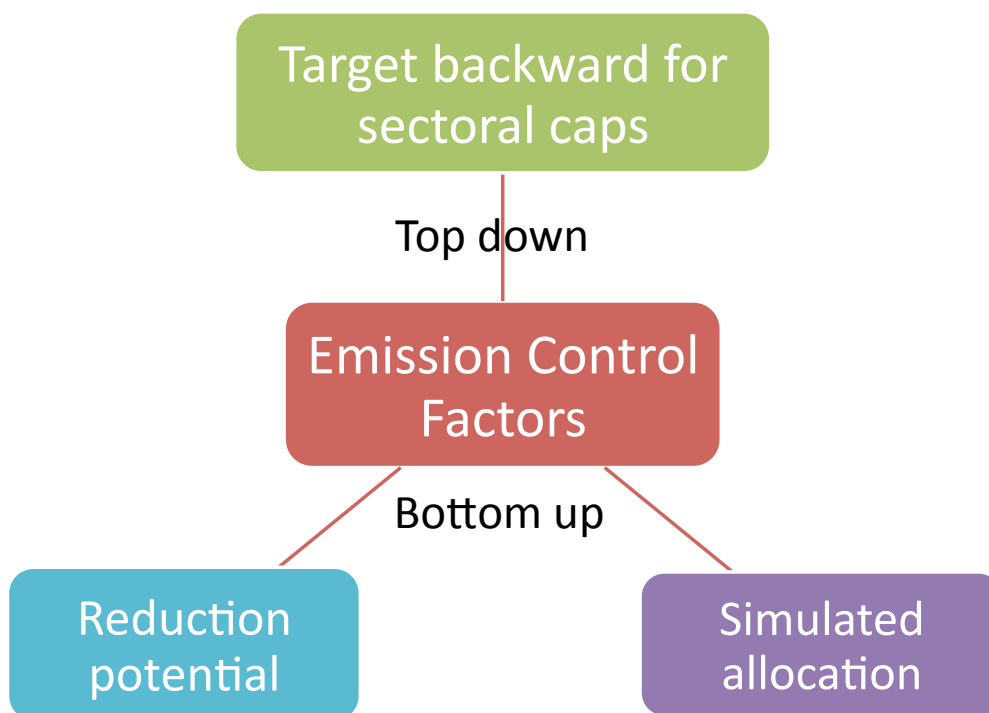 Target backward for
sectoral caps
Top down
Emission Control
Factors
Bottom up
Reduction
potential
Simulated
allocation